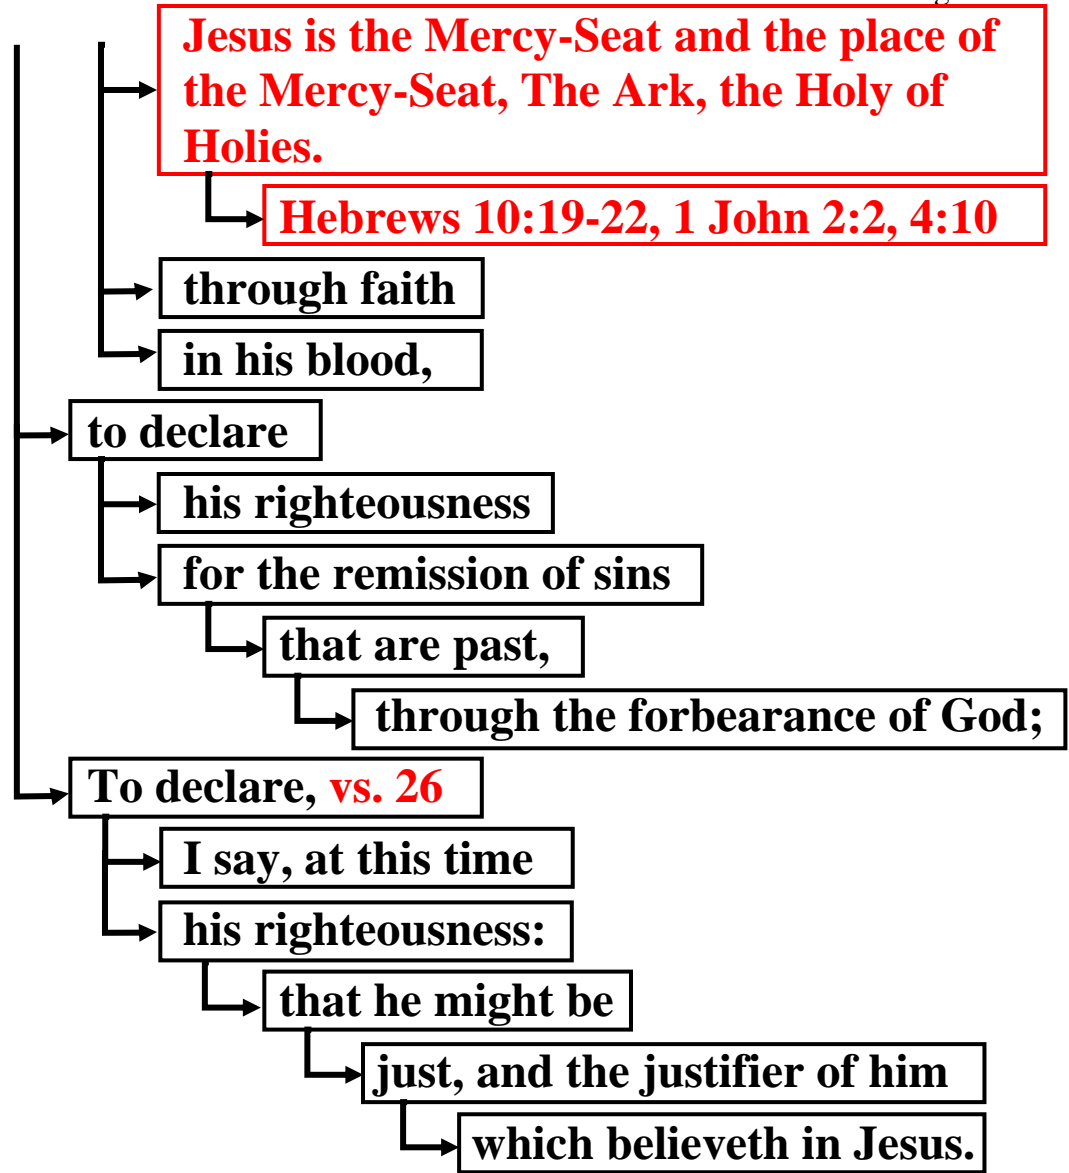 Jesus is the Mercy-Seat and the place of
the Mercy-Seat, The Ark, the Holy of
Holies.
Hebrews 10:19-22, 1 John 2:2, 4:10
through faith
in his blood,
to declare
his righteousness
for the remission of sins
that are past,
through the forbearance of God;
To declare, vs. 26
I say, at this time
his righteousness:
that he might be
just, and the justifier of him
which believeth in Jesus.